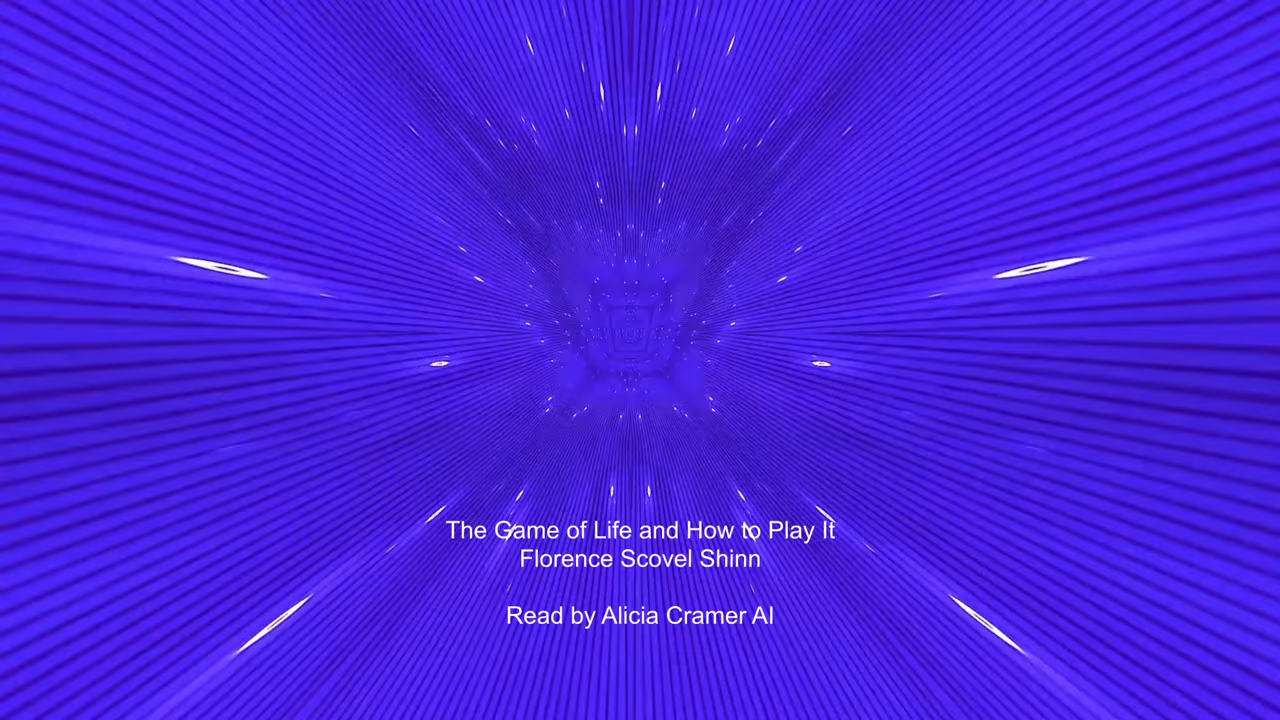 The Game of Life and How to Play It
Florence Scovel Shinn
Read by Alicia Cramer AI